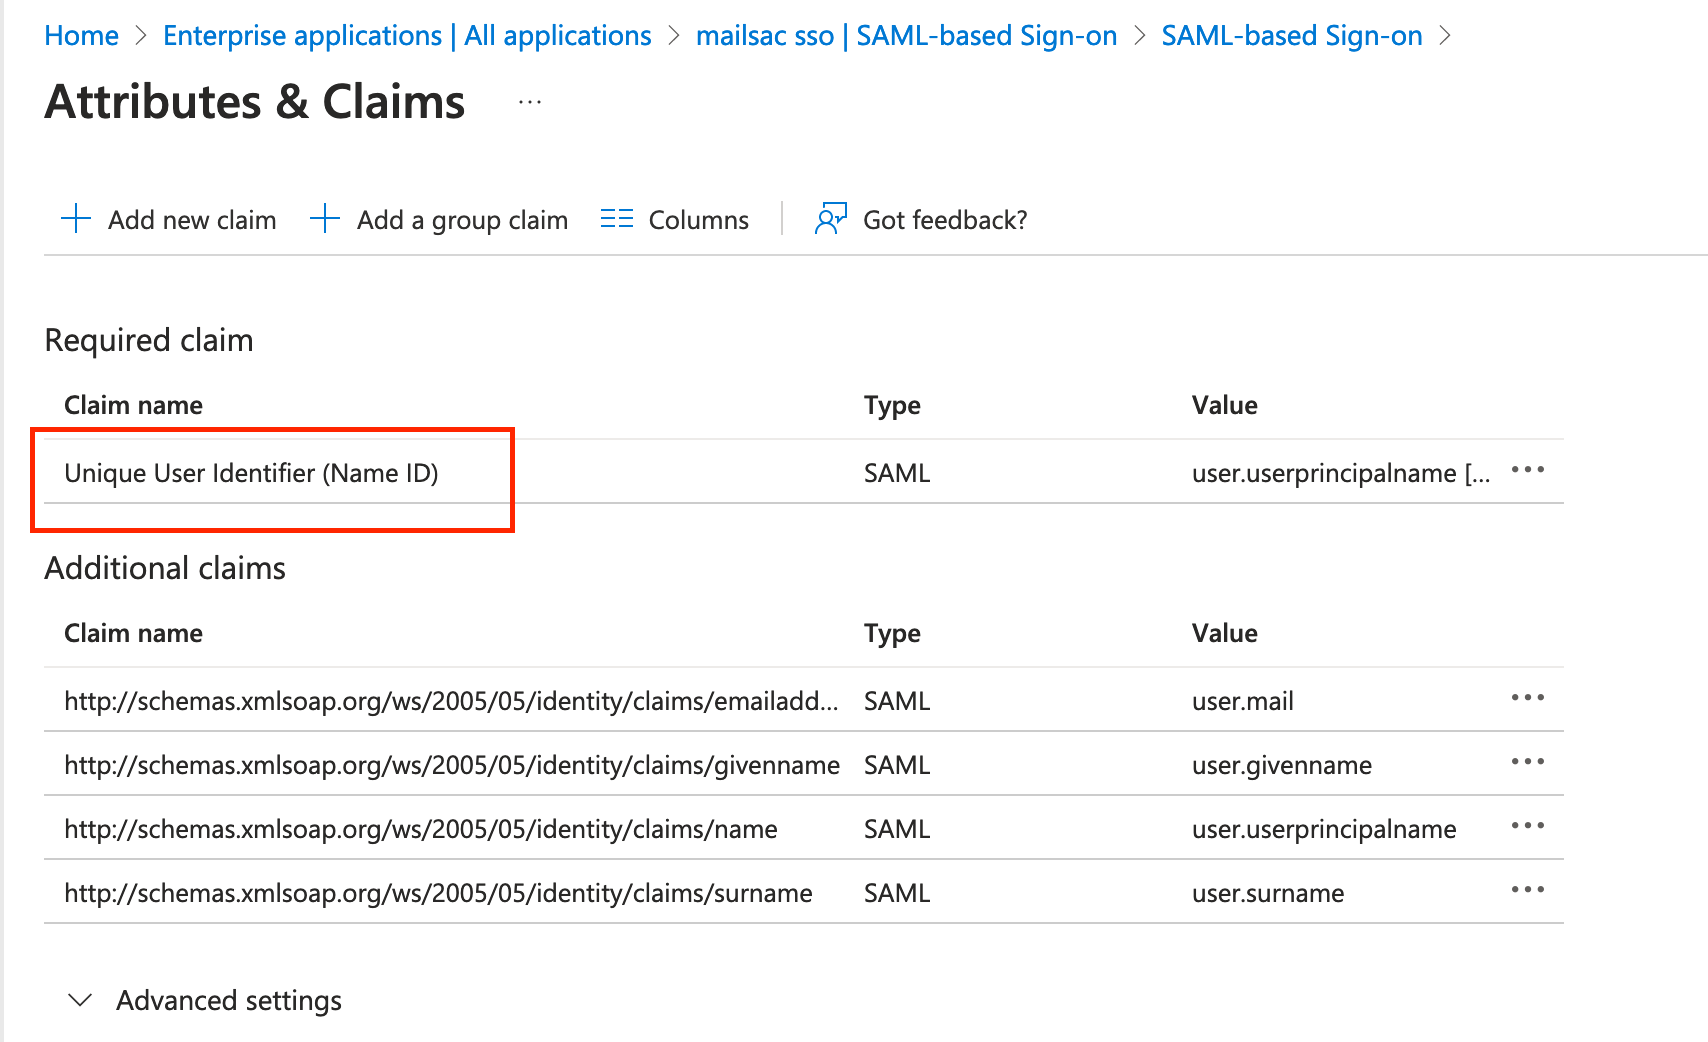 Home > Enterprise applications | All applications > mailsac sso | SAML-based Sign-on > SAML-based Sign-on >
Attributes & Claims ...
Add new claim Add a group claim Columns Got feedback?
Required claim
Claim name Type Value
Unique User Identifier (Name ID) SAML user.userprincipalname [... •••
Additional claims
Claim name Type Value
http://schemas.xmlsoap.org/ws/2005/05/identity/claims/emailadd... SAML user.mail •••
http://schemas.xmlsoap.org/ws/2005/05/identity/claims/givenname SAML user.givenname •••
http://schemas.xmlsoap.org/ws/2005/05/identity/claims/name SAML user.userprincipalname •••
http://schemas.xmlsoap.org/ws/2005/05/identity/claims/surname SAML user.surname •••
Advanced settings